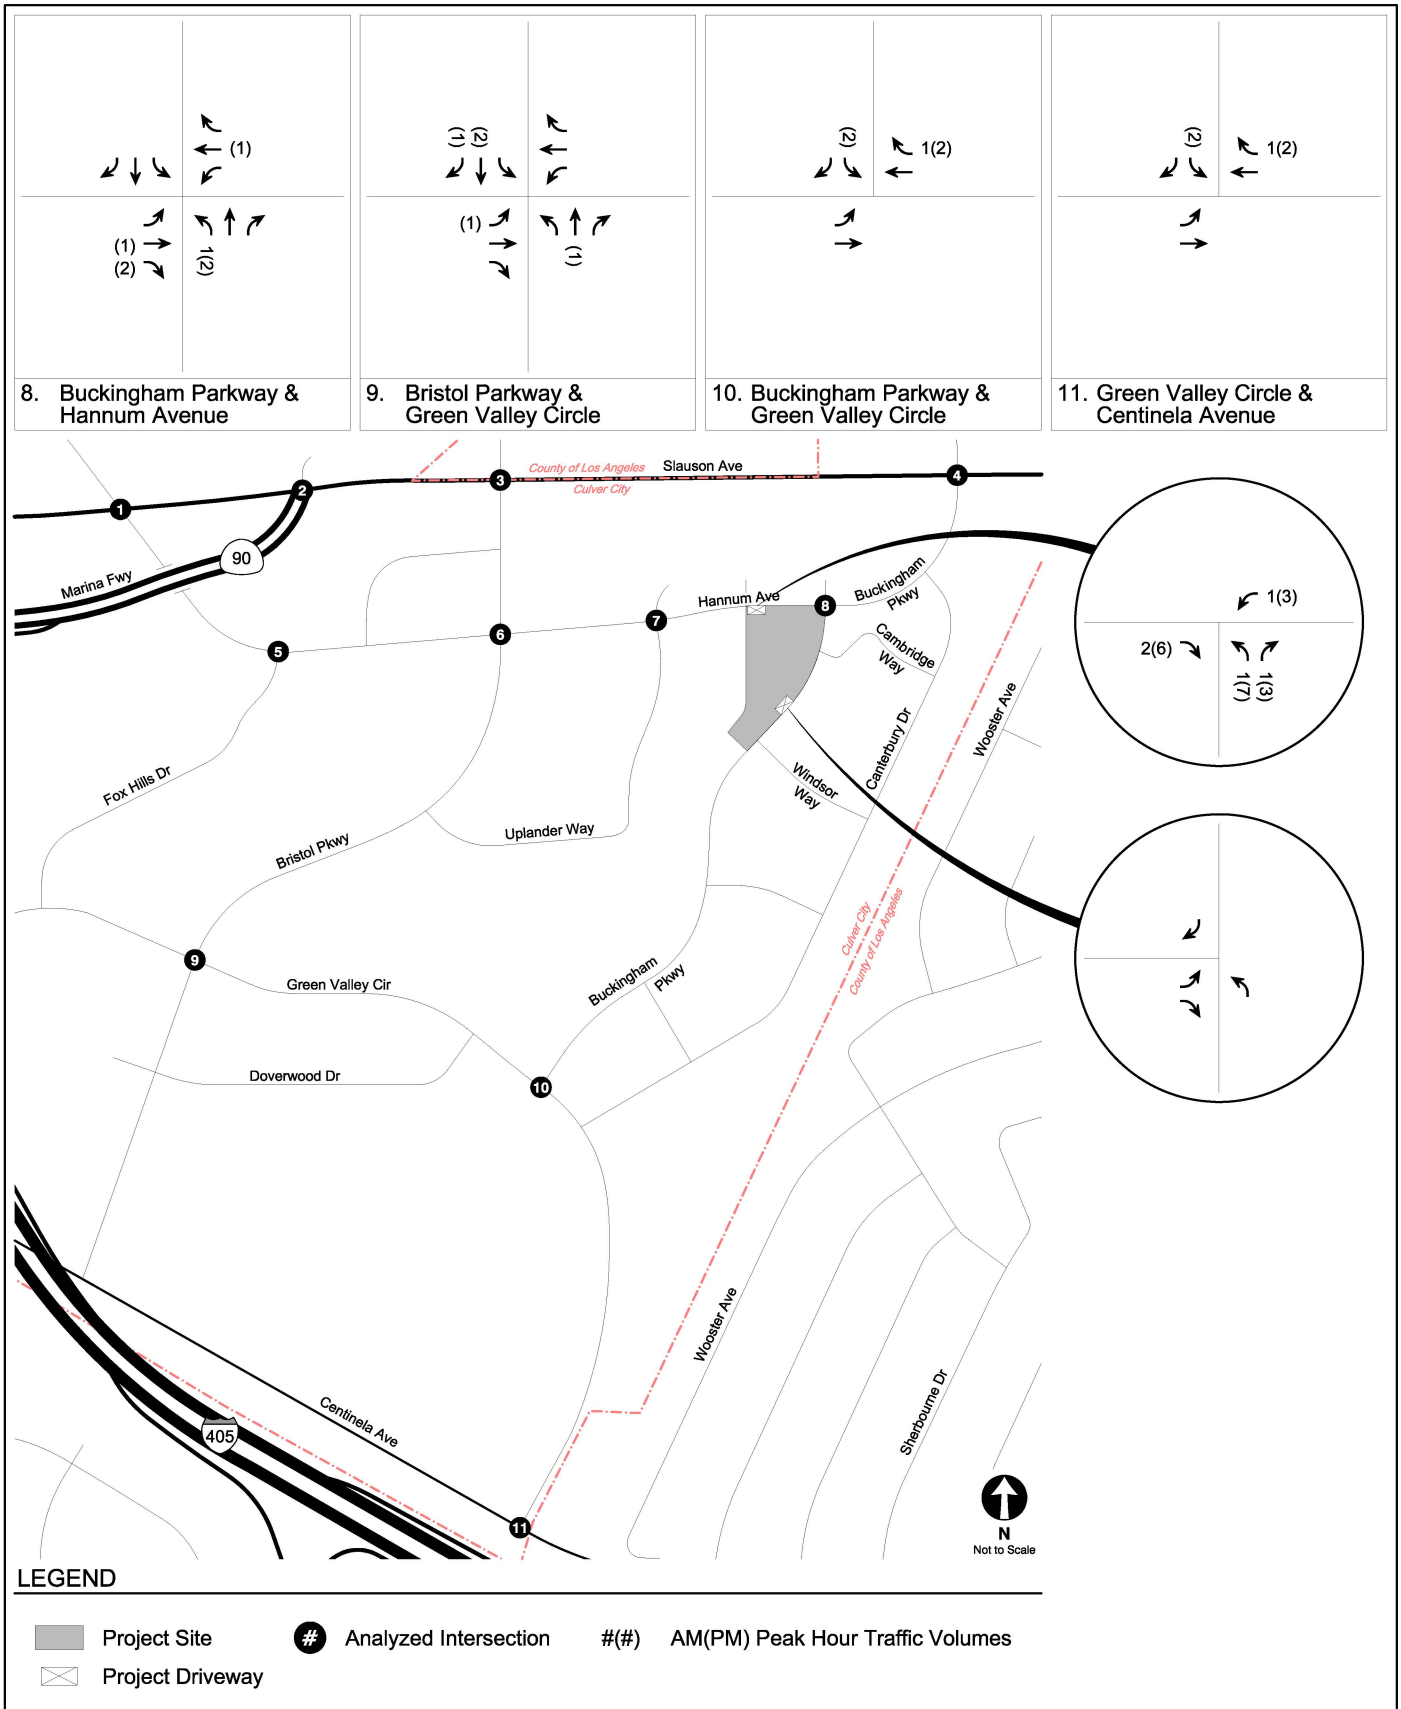 (1)
(1)
(2)
1(2)
8. Buckingham Parkway &
Hannum Avenue
(1)
(2)
(1)
(1)
9. Bristol Parkway &
Green Valley Circle
(2)
1(2)
10. Buckingham Parkway &
Green Valley Circle
(2)
1(2)
11. Green Valley Circle &
Centinela Avenue
County of Los Angeles
Slauson Ave
Culver City
1
2
3
4
90
Marina Fwy
Hannum Ave
Buckingham
Pkwy
5
6
7
8
Cambridge
Way
1(3)
2(6)
1(7)
1(3)
Wooster Ave
Canterbury Dr
Windsor
Way
Fox Hills Dr
Bristol Pkwy
Uplander Way
Culver City
County of Los Angeles
9
Green Valley Cir
Buckingham
Pkwy
Doverwood Dr
10
Wooster Ave
Sherbourne Dr
Centinela Ave
405
11
N
Not to Scale
LEGEND
Project Site
# Analyzed Intersection
#(#) AM(PM) Peak Hour Traffic Volumes
Project Driveway